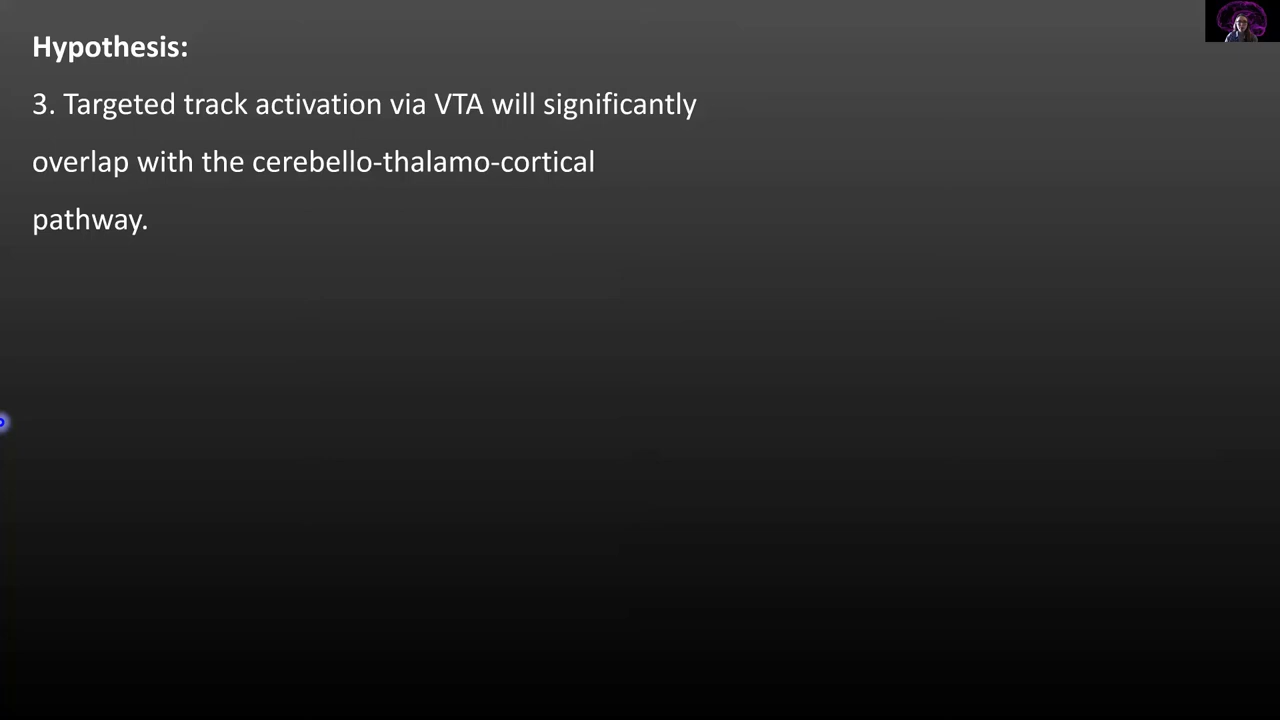 Hypothesis:
3. Targeted track activation via VTA will significantly
overlap with the cerebello-thalamo-cortical
pathway.